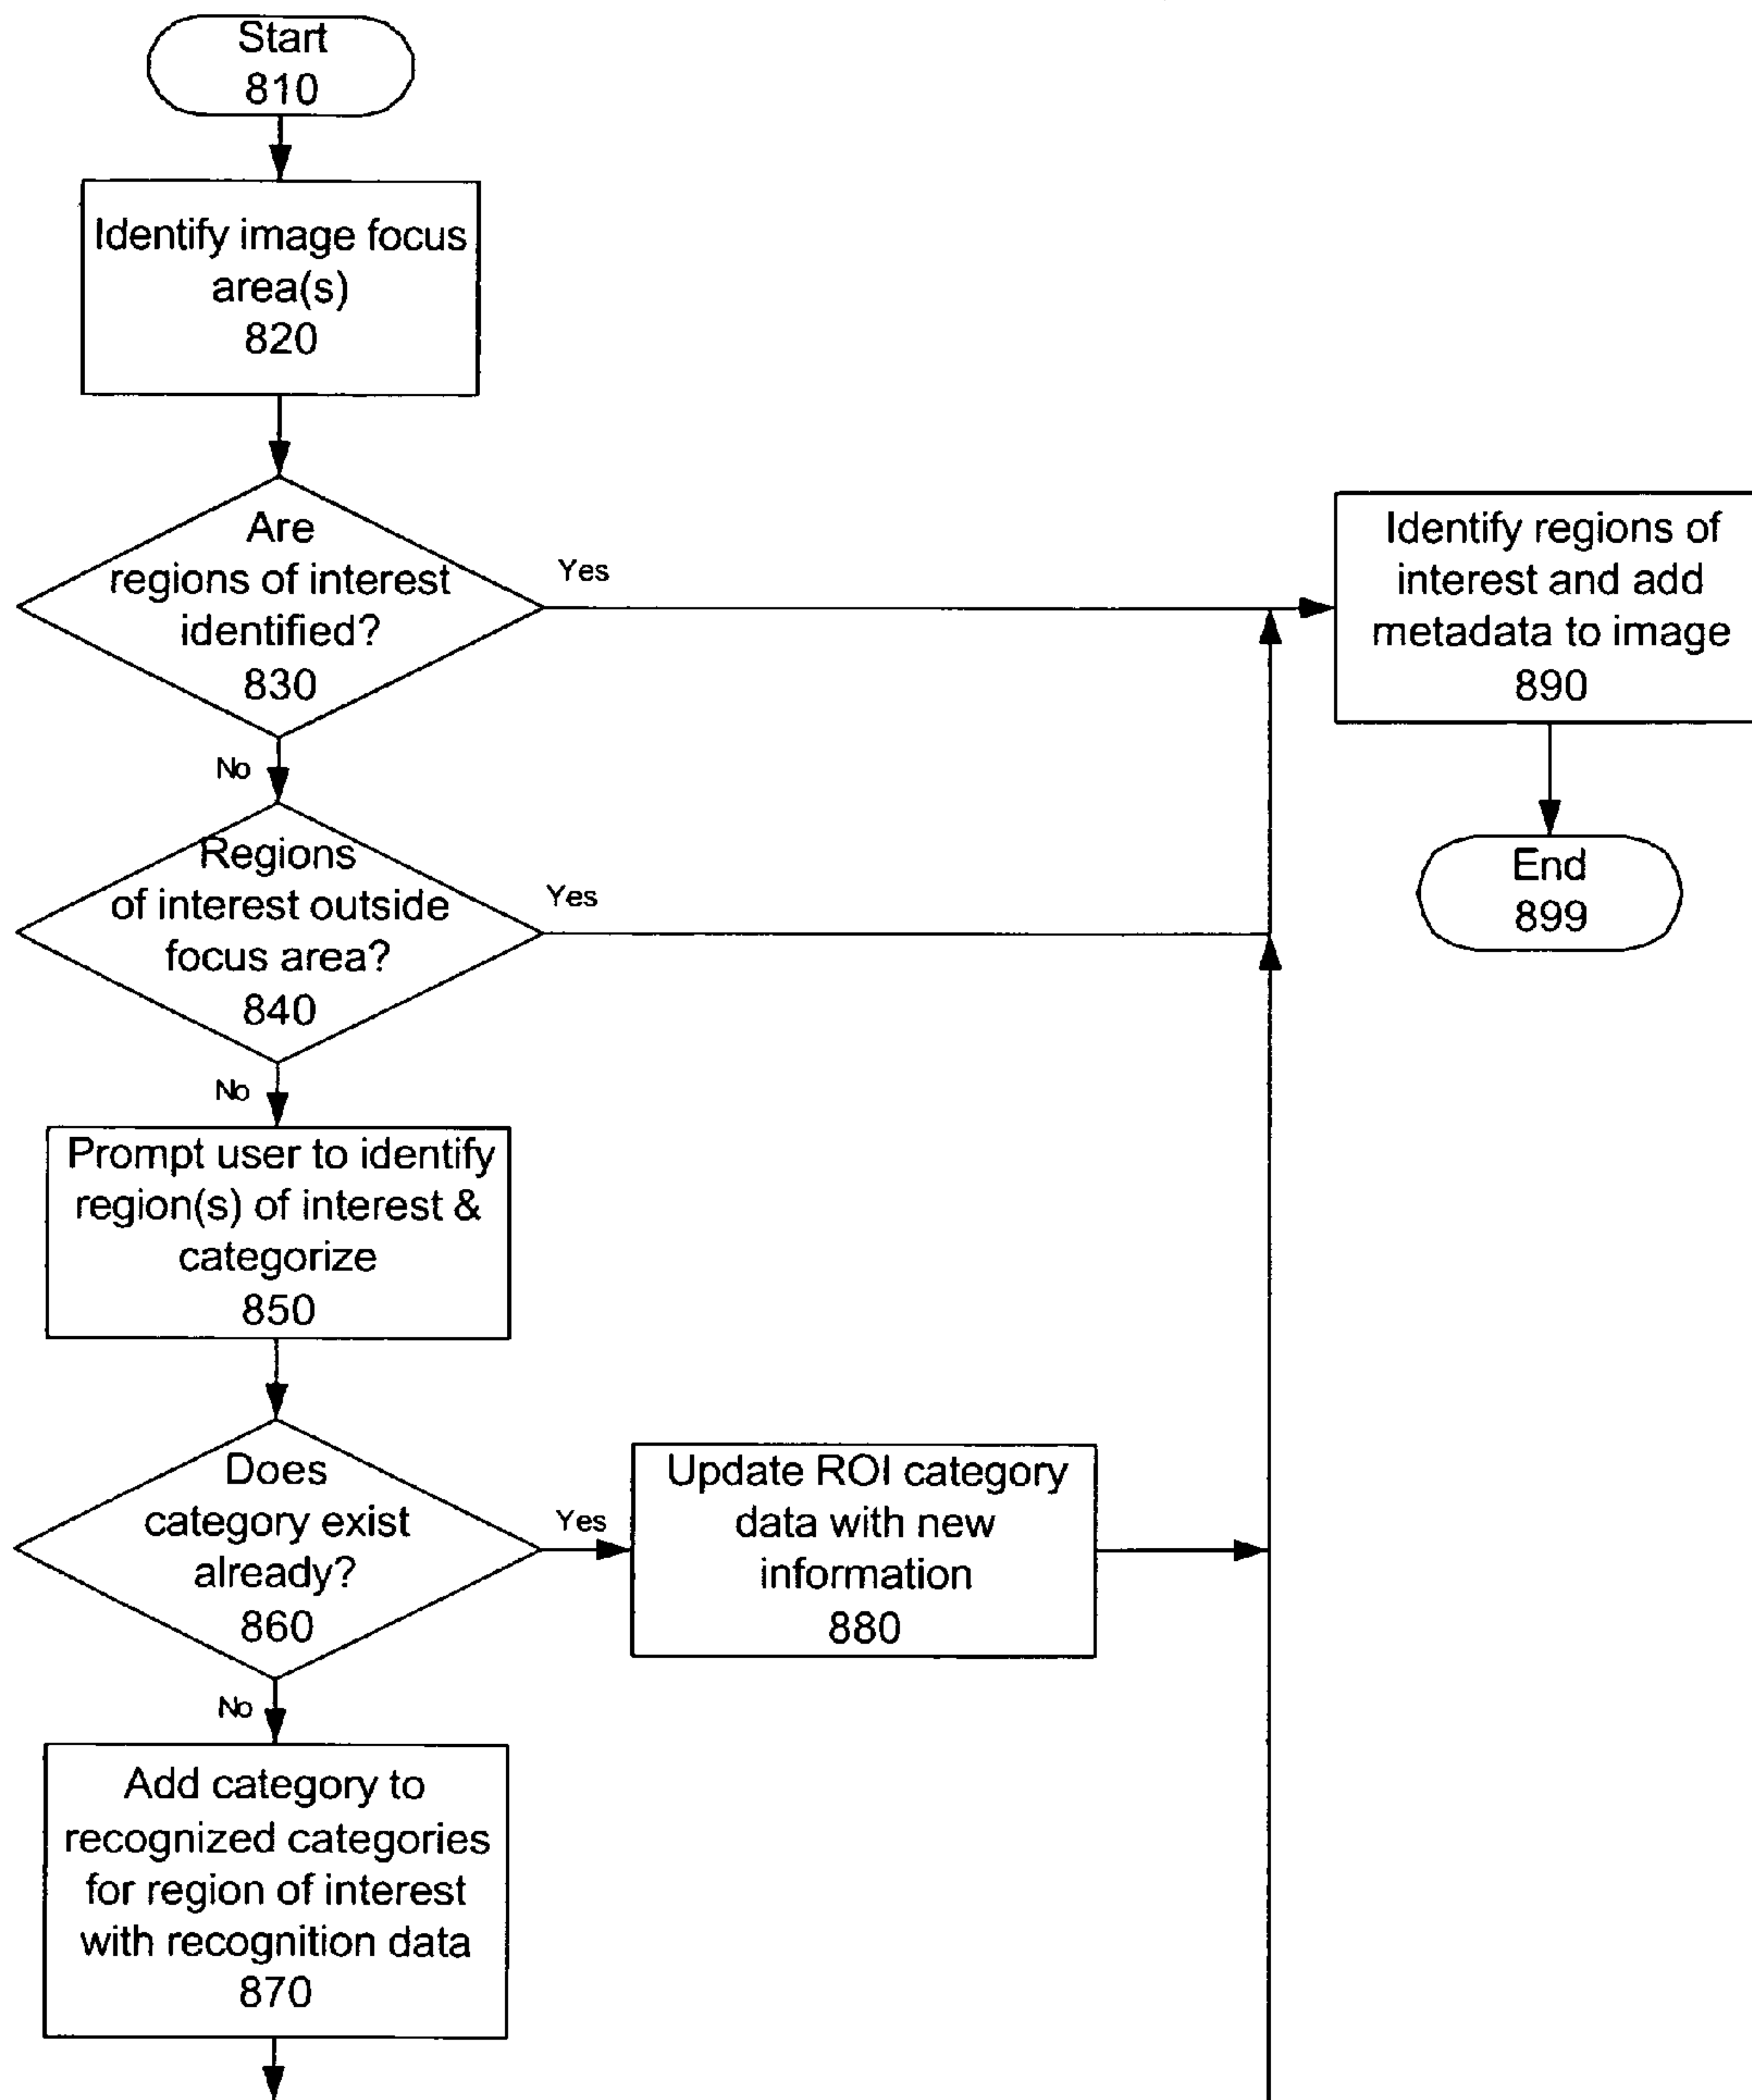 Start
810
Identify image focus
area(s)
820
Are
regions of interest
identified?
830
Yes
No
Identify regions of
interest and add
metadata to image
890
End
899
Regions
of interest outside
focus area?
840
Yes
No
Prompt user to identify
region(s) of interest &
categorize
850
Does
category exist
already?
860
Yes
No
Update ROI category
data with new
information
880
Add category to
recognized categories
for region of interest
with recognition data
870